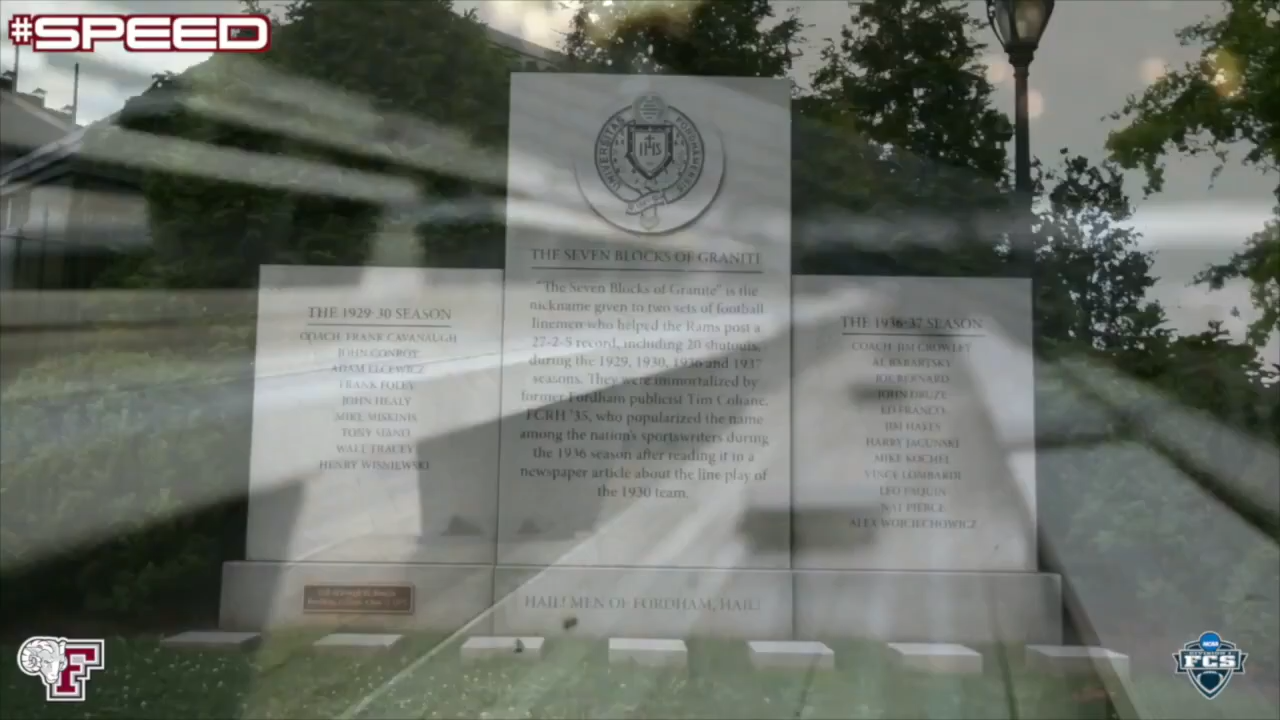 #SPEED
UNIVERSITAS FORDHAMENSIS
IHS
THE SEVEN BLOCKS OF GRANITE
"The Seven Blocks of Granite" is the
nickname given to two sets of football
linemen who helped the Rams post a
27-2-5 record, including 20 shutouts,
during the 1929, 1930, 1936 and 1937
seasons. They were immortalized by
former Fordham publicist Tim Cohane,
FCRH '35, who popularized the name
among the nation's sportswriters during
the 1936 season after reading it in a
newspaper article about the line play of
the 1930 team.
THE 1929-30 SEASON
COACH FRANK CAVANAUGH
JOHN CONROY
ADAM ELCEWICZ
FRANK FOLEY
JOHN HEALY
MIKE MISKINIS
TONY SIANO
WALT TRACEY
HENRY WISNIEWSKI
THE 1936-37 SEASON
COACH JIM CROWLEY
AL BABARTSKY
JOE BERNARD
JOHN DRUZE
ED FRANCO
JIM HAYES
HARRY JACUNSKI
MIKE KOCHEL
VINCE LOMBARDI
LEO PAQUIN
NAT PIERCE
ALEX WOJCIECHOWICZ
HAIL! MEN OF FORDHAM, HAIL!
F
NCAA
DIVISION I
FCS